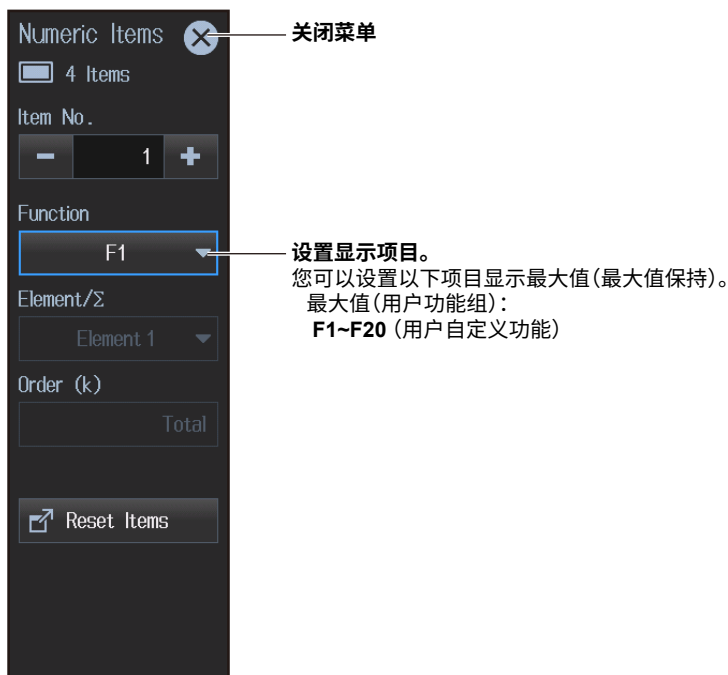 Numeric Items
关闭菜单
4 Items
Item No.
1
Function
F1
设置显示项目。
您可以设置以下项目显示最大值(最大值保持)。
最大值(用户功能组):
F1~F20(用户自定义功能)
Element/Σ
Element 1
Order (k)
Total
Reset Items